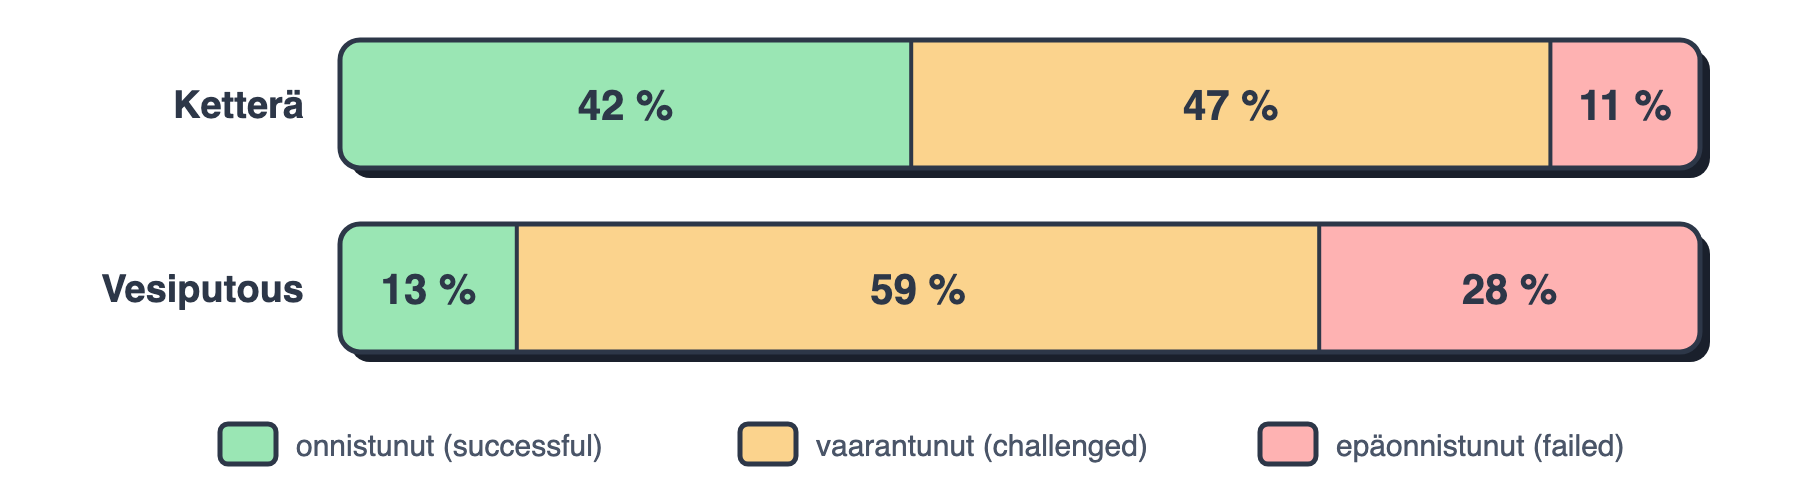 Ketterä 42 % 47 % 11 %
Vesiputous 13 % 59 % 28 %
onnistunut (successful) vaarantunut (challenged) epäonnistunut (failed)